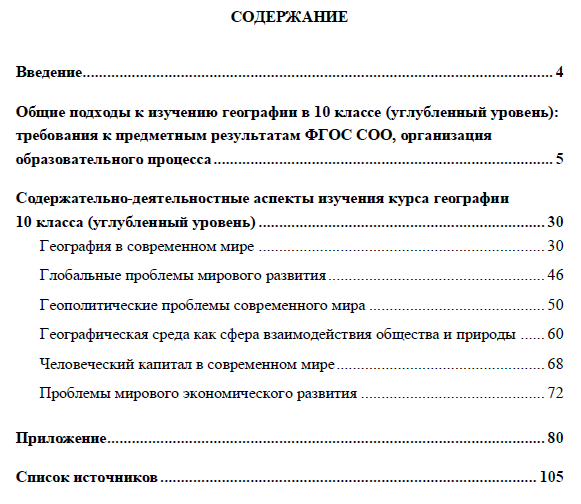 СОДЕРЖАНИЕ
Введение 4
Общие подходы к изучению географии в 10 классе (углубленный уровень):
требования к предметным результатам ФГОС СОО, организация
образовательного процесса 5
Содержательно-деятельностные аспекты изучения курса географии
10 класса (углубленный уровень) 30
География в современном мире 30
Глобальные проблемы мирового развития 46
Геополитические проблемы современного мира 50
Географическая среда как сфера взаимодействия общества и природы 60
Человеческий капитал в современном мире 68
Проблемы мирового экономического развития 72
Приложение 80
Список источников 105